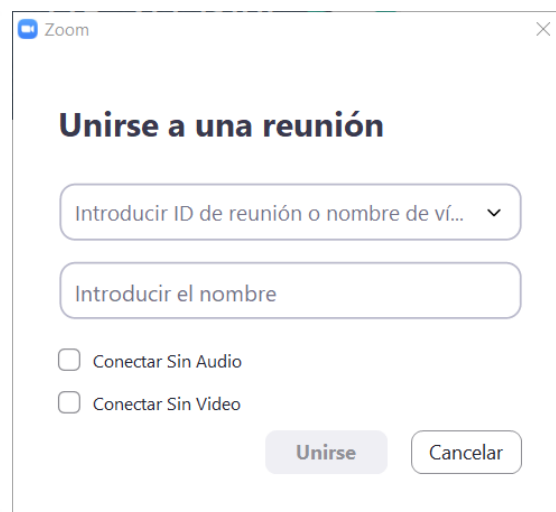 Zoom
Unirse a una reunión
Introducir ID de reunión o nombre de ví...
Introducir el nombre
Conectar Sin Audio
Conectar Sin Video
Unirse
Cancelar